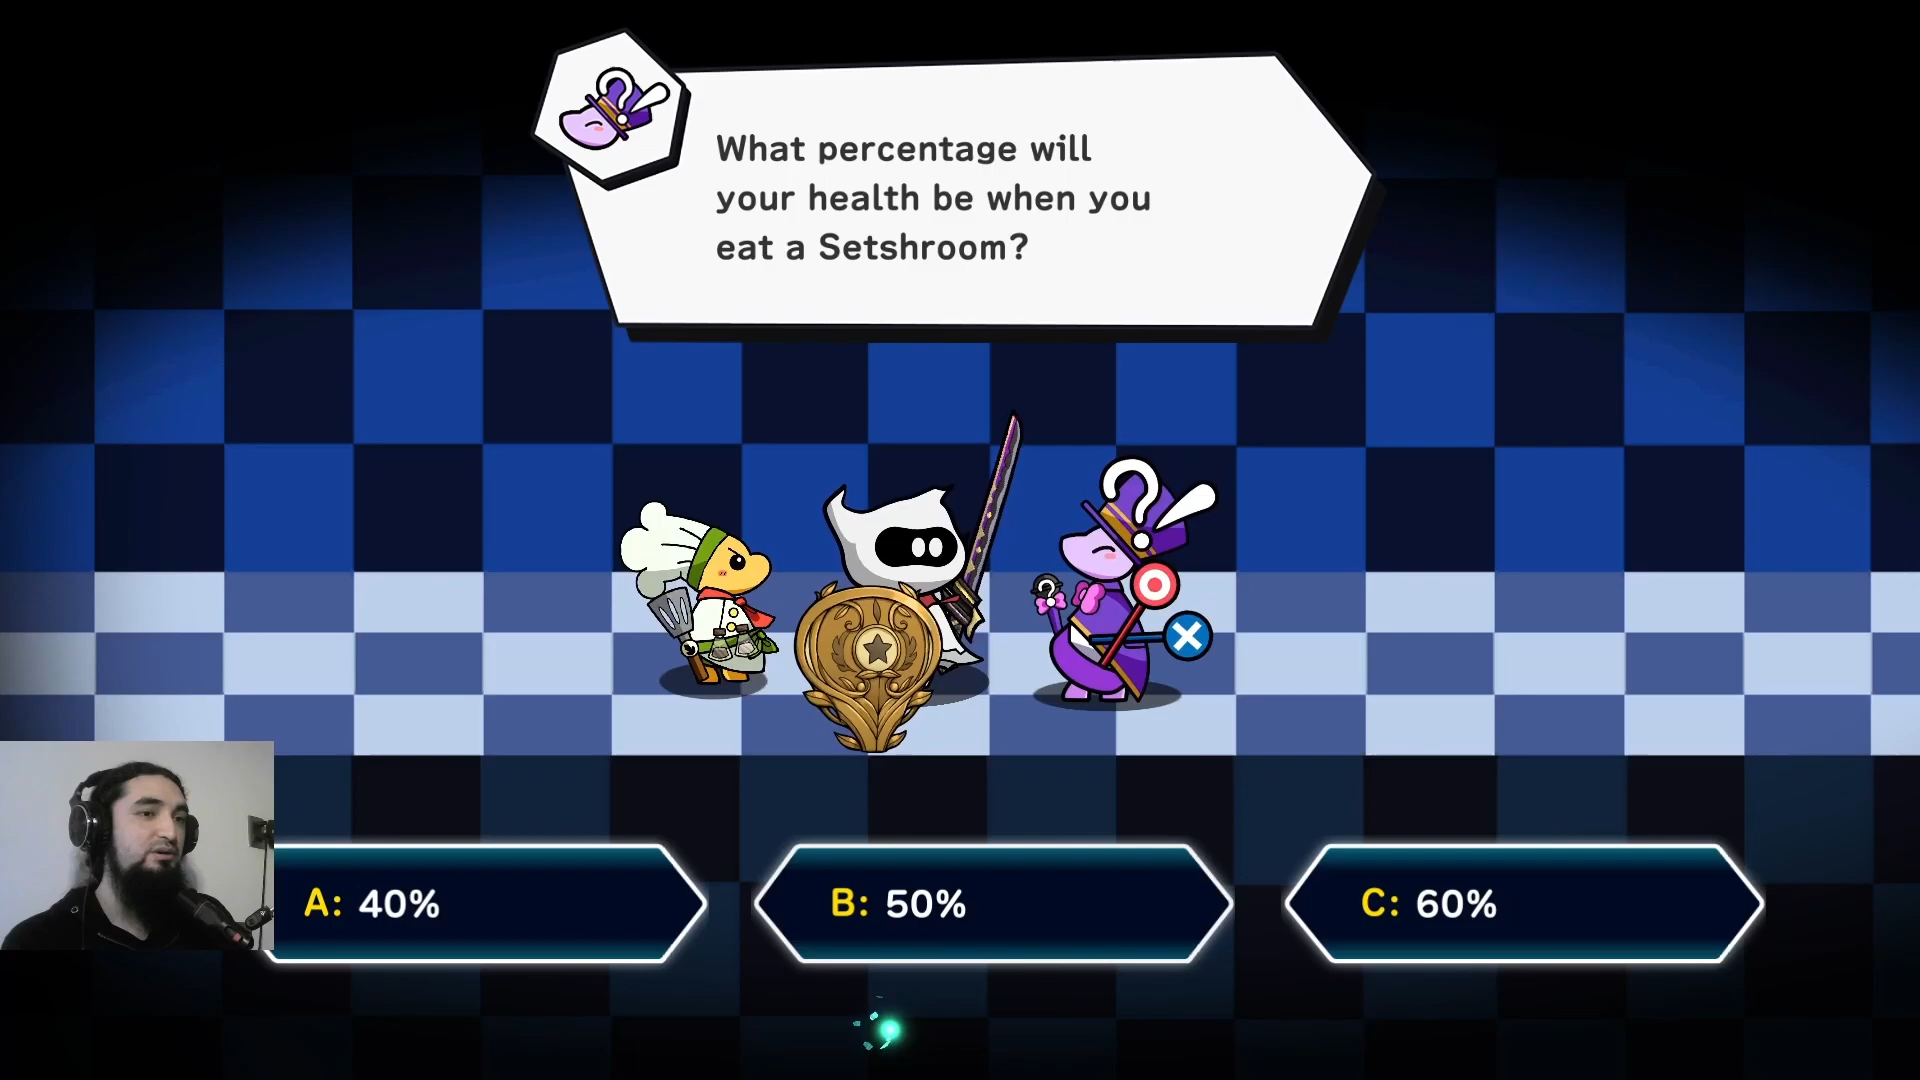 What percentage will
your health be when you
eat a Setshroom?
A: 40%
B: 50%
C: 60%